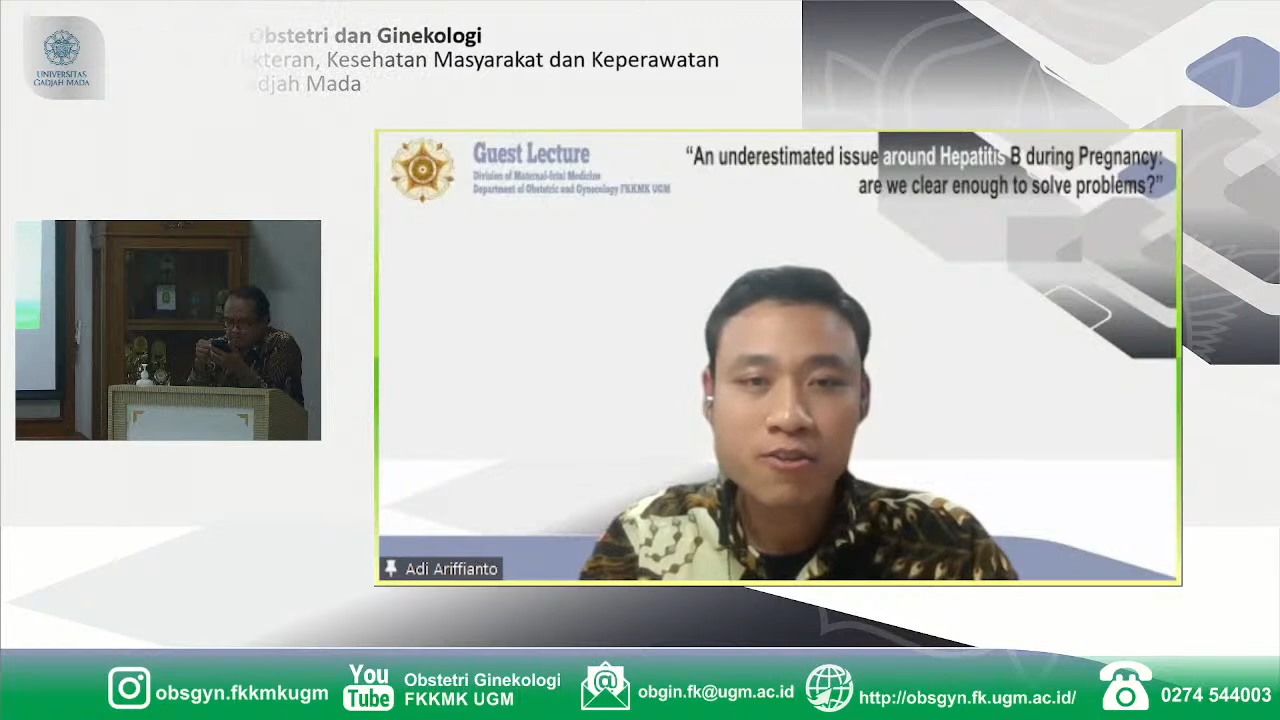 UNIVERSITAS
GADJAH MADA
Obstetri dan Ginekologi
kteran, Kesehatan Masyarakat dan Keperawatan
djah Mada
Guest Lecture
Division of Maternal-fetal Medicine
Department of Obstetric and Gynecology FKKMK UGM
“An underestimated issue around Hepatitis B during Pregnancy:
are we clear enough to solve problems?”
Adi Ariffianto
obsgyn.fkkmkugm
You
Tube
Obstetri Ginekologi
FKKMK UGM
obgin.fk@ugm.ac.id
http://obsgyn.fk.ugm.ac.id/
0274 544003